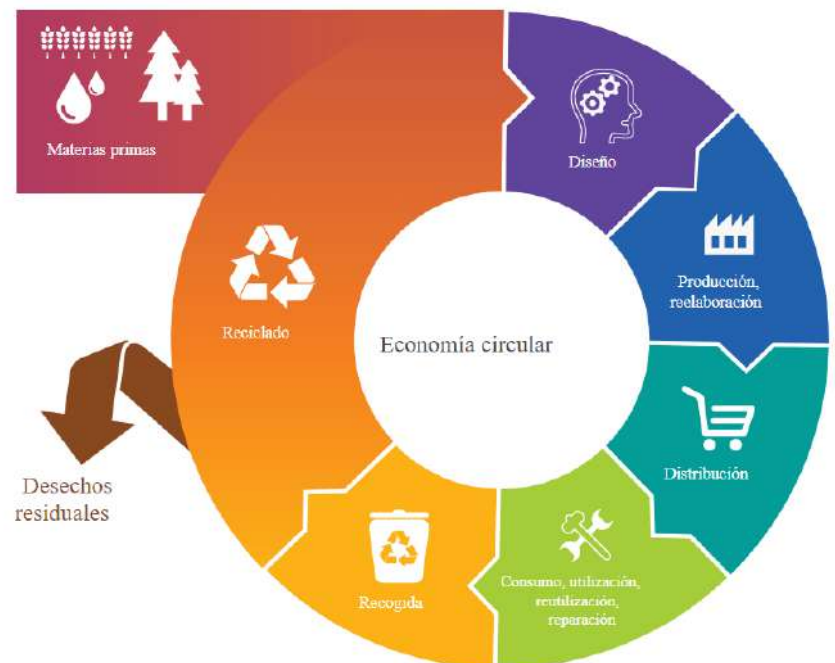 Materias primas
Diseño
Producción,
reelaboración
Distribución
Consumo, utilización,
reutilización,
reparación
Recogida
Reciclado
Desechos
residuales
Economía circular